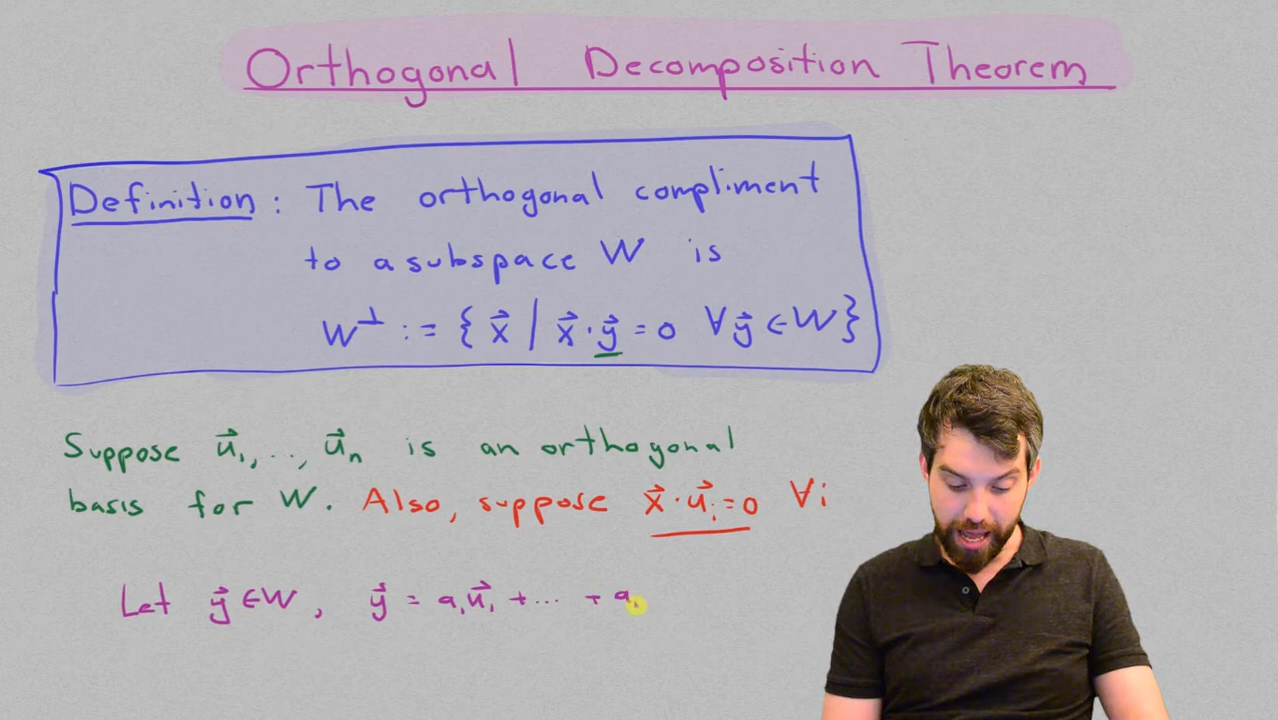 Orthogonal Decomposition Theorem
Definition: The orthogonal compliment
to a subspace W is
W^⊥ := { x⃗ | x⃗ · y⃗ = 0 ∀ y⃗ ∈ W }
Suppose u⃗₁, ..., u⃗ₙ is an orthogonal
basis for W. Also, suppose x⃗ · u⃗ᵢ = 0 ∀i
Let y⃗ ∈ W, y⃗ = a₁u⃗₁ + ... + a